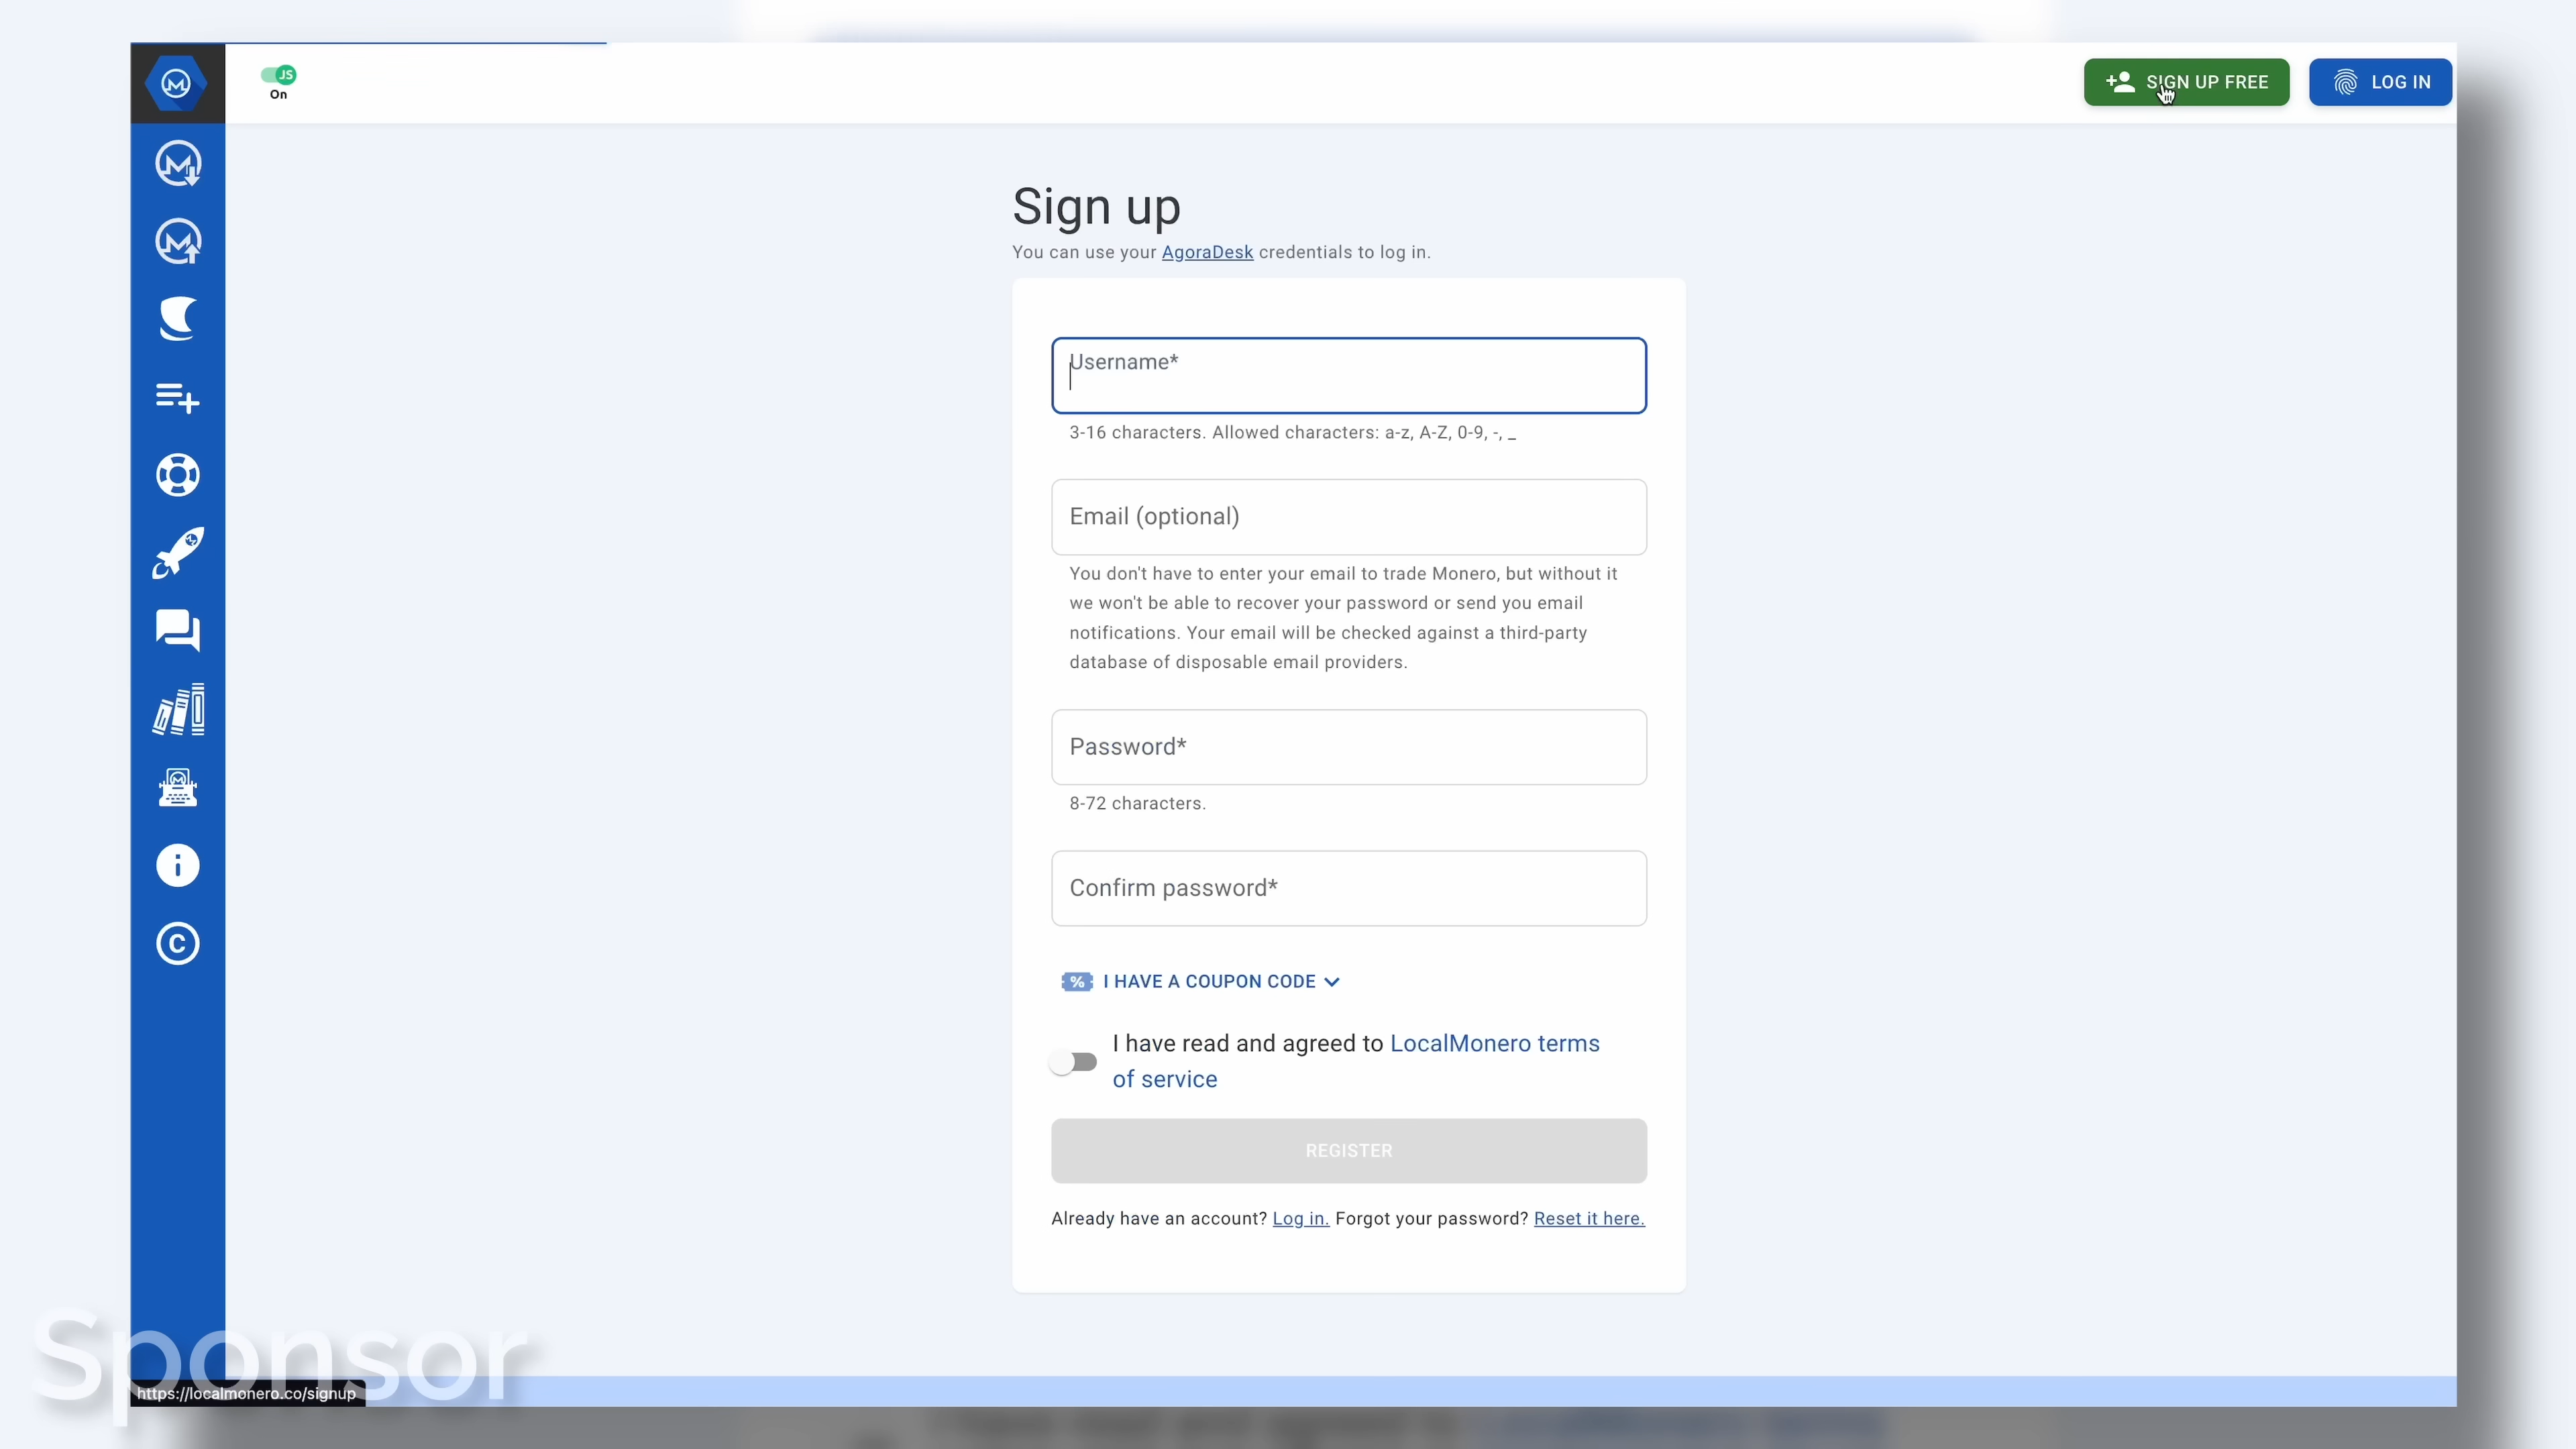 JS
On
SIGN UP FREE
LOG IN
Sign up
You can use your AgoraDesk credentials to log in.
Username*
3-16 characters. Allowed characters: a-z, A-Z, 0-9, -, _
Email (optional)
You don't have to enter your email to trade Monero, but without it
we won't be able to recover your password or send you email
notifications. Your email will be checked against a third-party
database of disposable email providers.
Password*
8-72 characters.
Confirm password*
% I HAVE A COUPON CODE
I have read and agreed to LocalMonero terms
of service
REGISTER
Already have an account? Log in. Forgot your password? Reset it here.
Sponsor
https://localmonero.co/signup